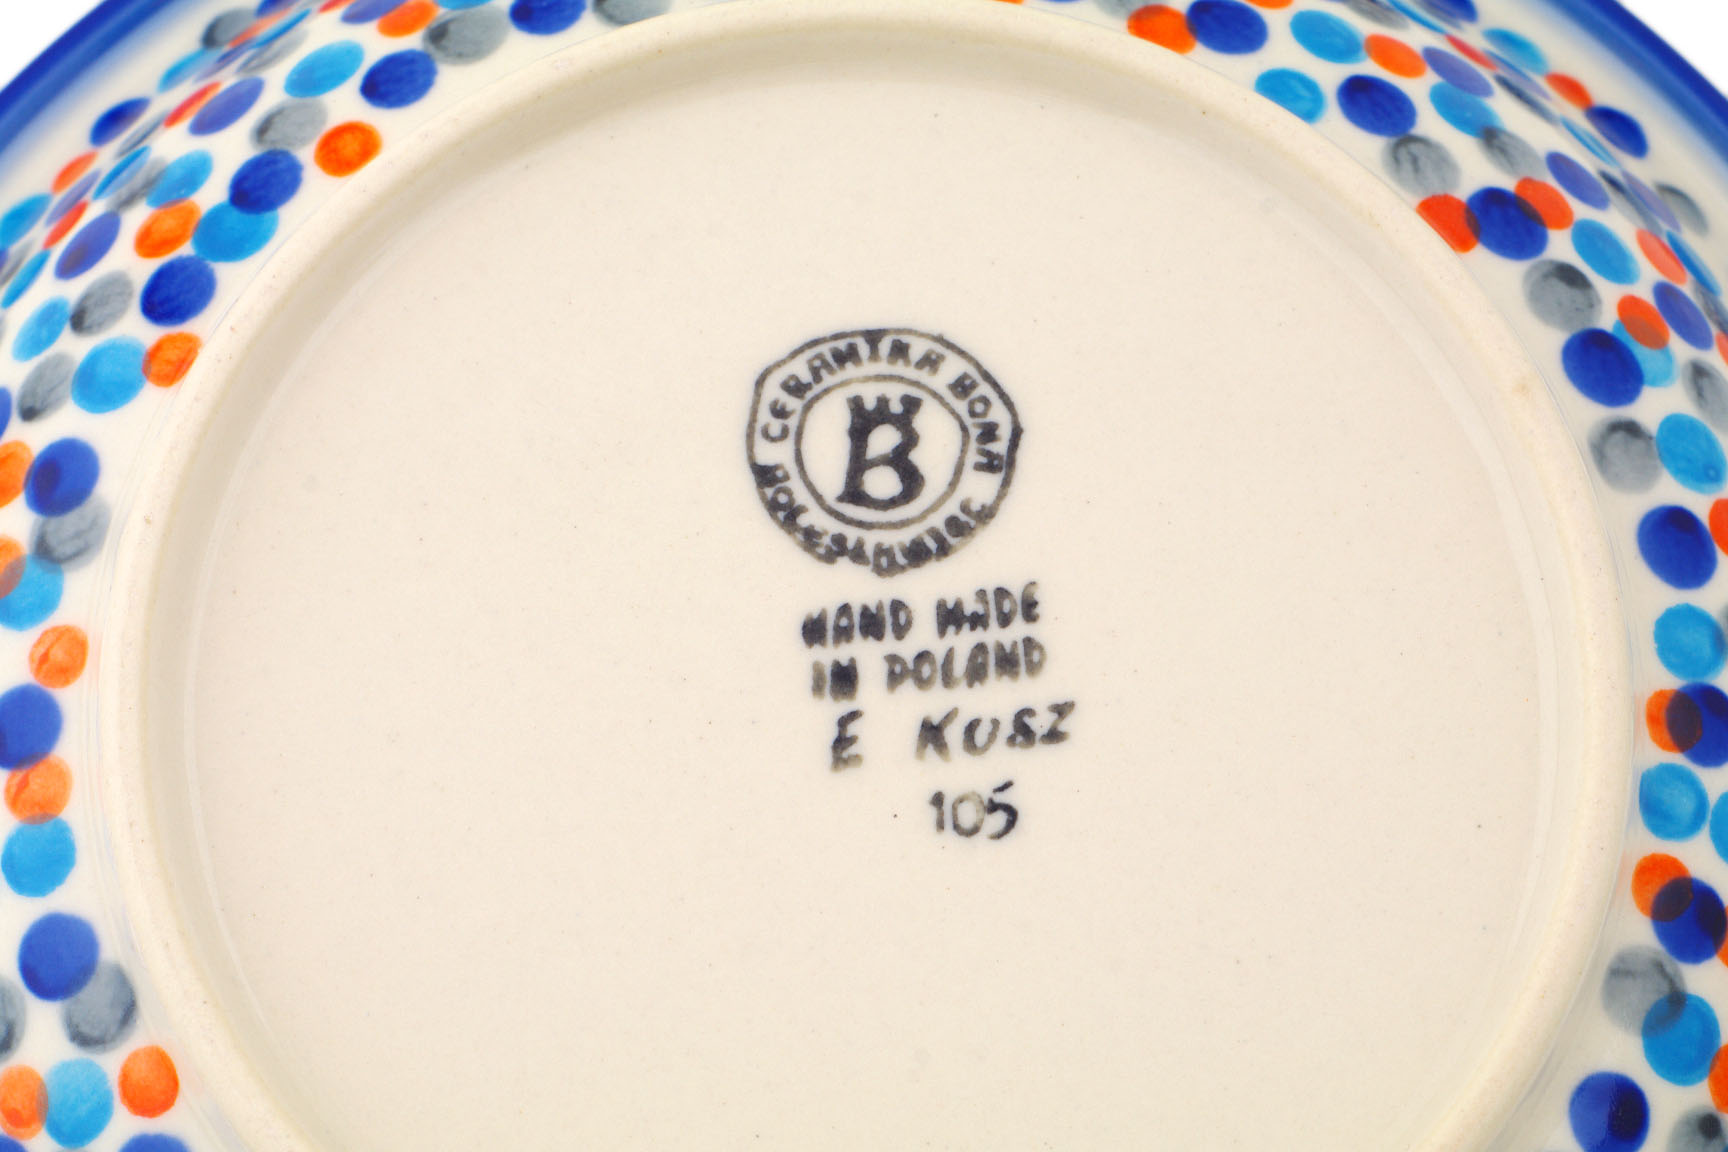 CERAMIKA BONA
BOLESŁAWIEC
B
HAND MADE
IN POLAND
E KUSZ
105